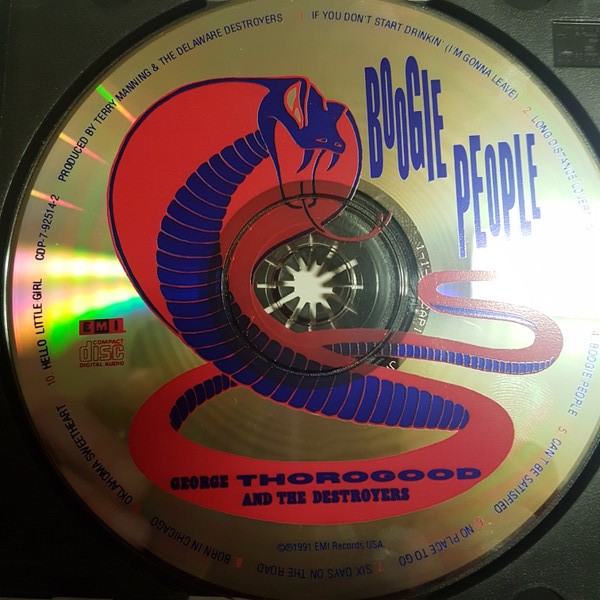 BOOGIE
PEOPLE
GEORGE THOROGOOD
AND THE DESTROYERS
PRODUCED BY TERRY MANNING & THE DELAWARE DESTROYERS
1. IF YOU DON'T START DRINKIN' (I'M GONNA LEAVE)
2. LONG DISTANCE LOVER
4. BOOGIE PEOPLE
5. CAN'T BE SATISFIED
6. NO PLACE TO GO
7. SIX DAYS ON THE ROAD
8. BORN IN CHICAGO
OKLAHOMA SWEETHEART
10. HELLO LITTLE GIRL
CDP-7-92514-2
EMI
COMPACT
disc
DIGITAL AUDIO
©℗1991 EMI Records USA